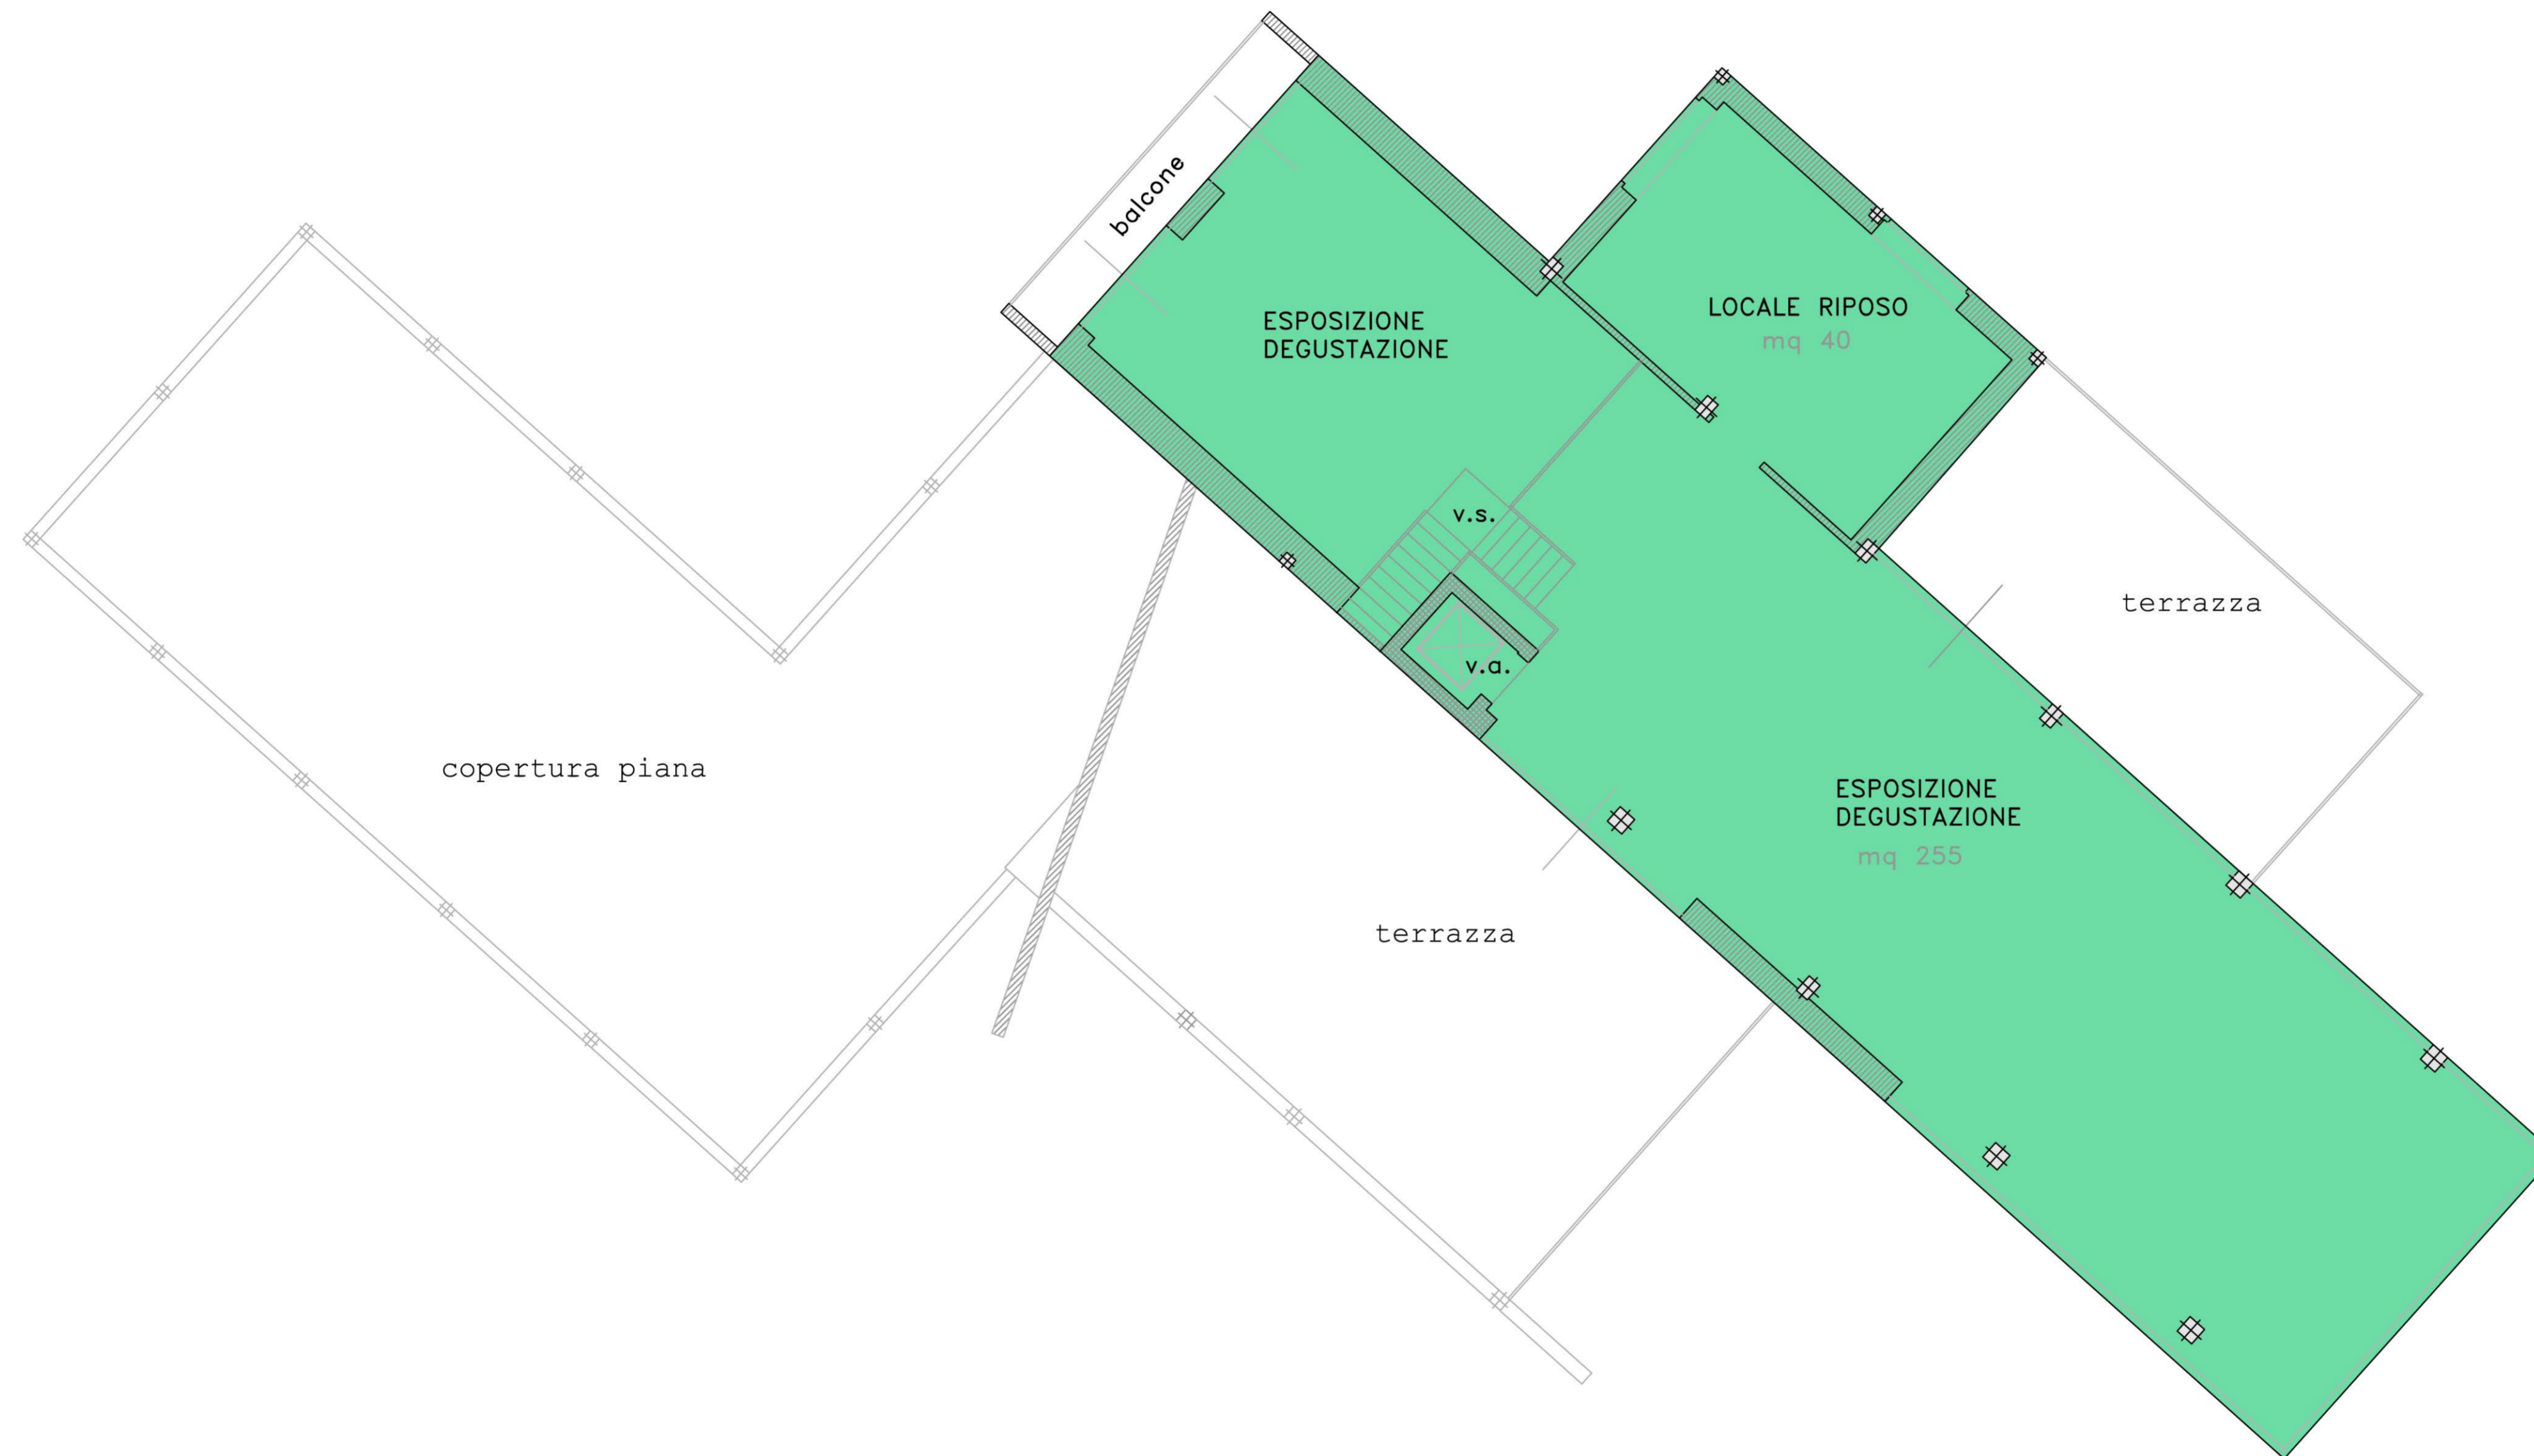 balcone
ESPOSIZIONE
DEGUSTAZIONE
LOCALE RIPOSO
mq 40
v.s.
v.a.
terrazza
copertura piana
ESPOSIZIONE
DEGUSTAZIONE
mq 255
terrazza